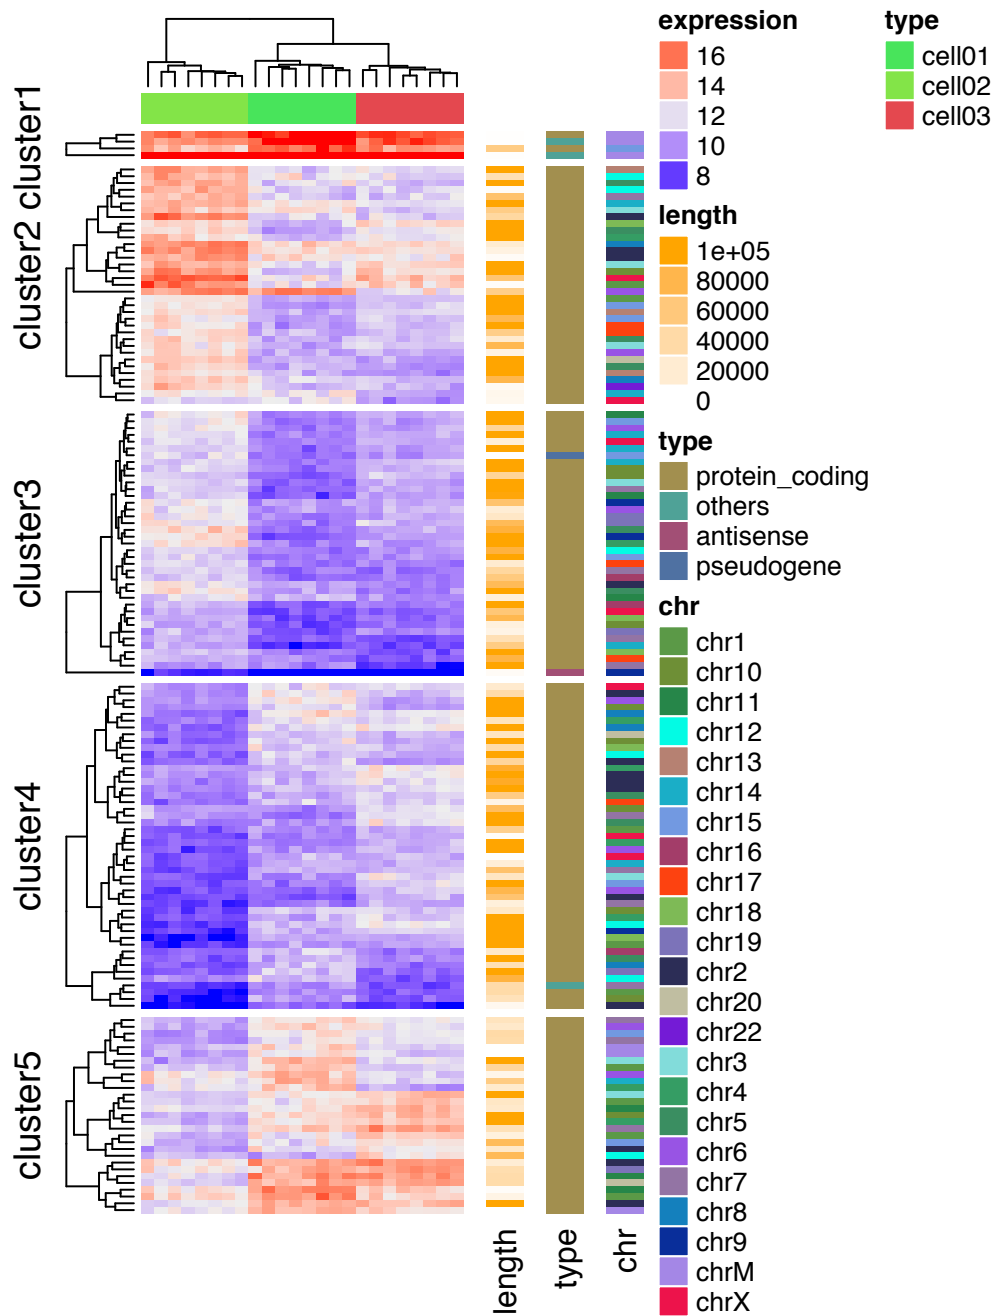 cluster1
cluster2
cluster3
cluster4
cluster5
length
type
chr
expression
16
14
12
10
8
length
1e+05
80000
60000
40000
20000
0
type
protein_coding
others
antisense
pseudogene
chr
chr1
chr10
chr11
chr12
chr13
chr14
chr15
chr16
chr17
chr18
chr19
chr2
chr20
chr22
chr3
chr4
chr5
chr6
chr7
chr8
chr9
chrM
chrX
type
cell01
cell02
cell03